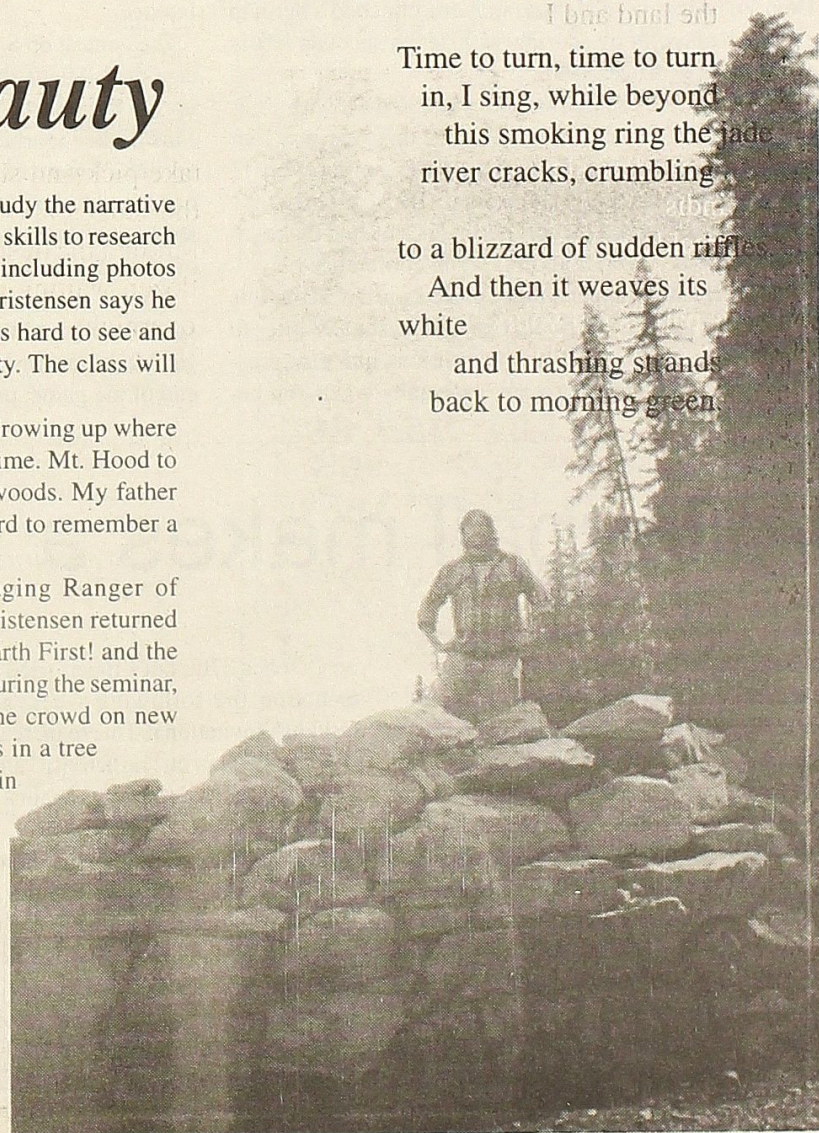 auty
udy the narrative
skills to research
including photos
ristensen says he
s hard to see and
ty. The class will
rowing up where
ime. Mt. Hood to
woods. My father
rd to remember a
ging Ranger of
istensen returned
arth First! and the
uring the seminar,
he crowd on new
s in a tree
in
Time to turn, time to turn
in, I sing, while beyond
this smoking ring the jade
river cracks, crumbling
to a blizzard of sudden riffles.
And then it weaves its
white
and thrashing strands
back to morning green.